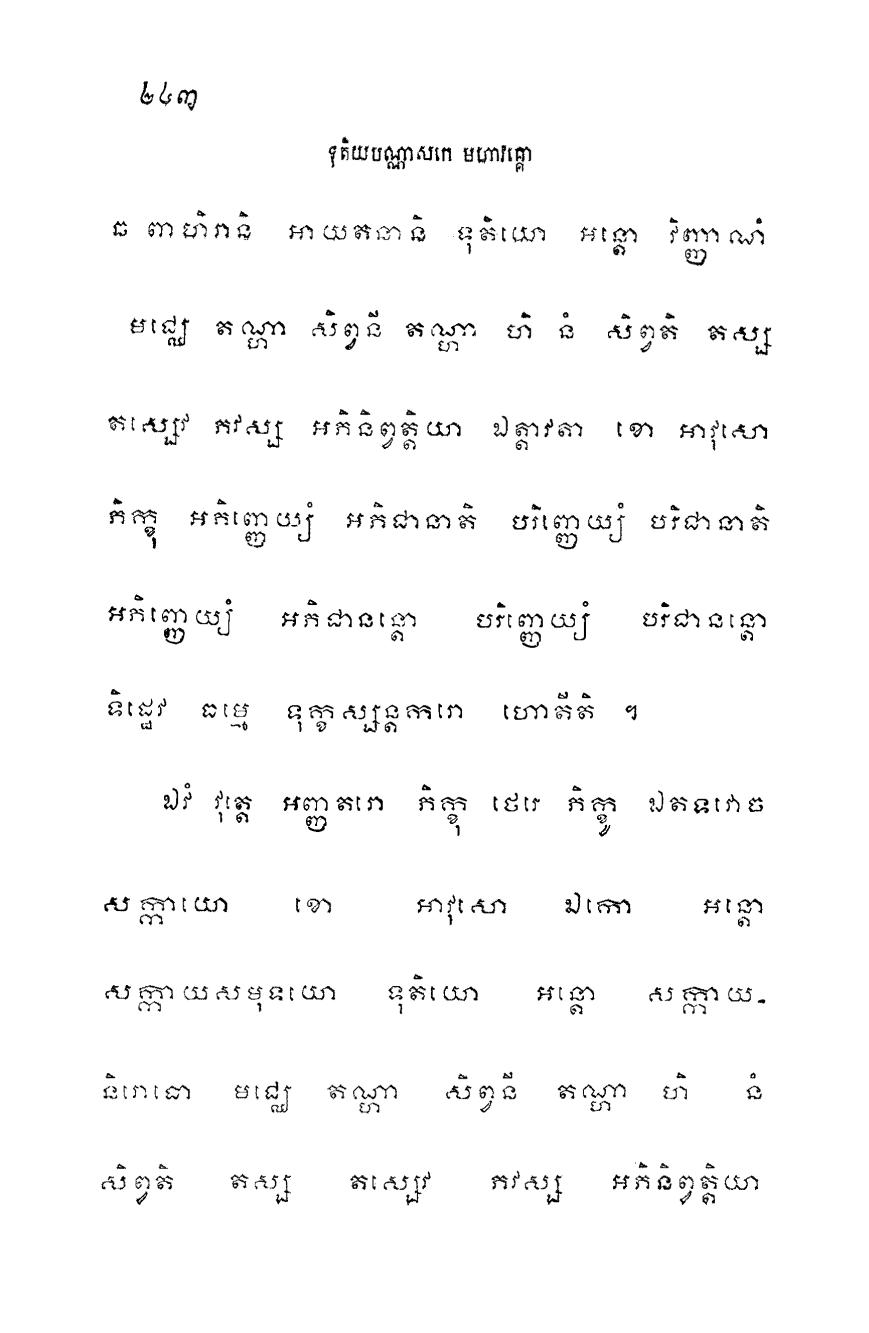 ២៤៣
ទុតិយបណ្ណាសកេ មហាវគ្គោ
ឆ ពាហិរានិ អាយតនានិ ទុតិយោ អន្តោ វិញ្ញាណំ
មជ្ឈេ តណ្ហា សិព្វនី តណ្ហា ហិ នំ សិព្វតិ តស្ស
តស្សេវ ភវស្ស អភិនិព្វត្តិយា ឯត្តាវតា ខោ អាវុសោ
ភិក្ខុ អភិញ្ញេយ្យំ អភិជានាតិ បរិញ្ញេយ្យំ បរិជានាតិ
អភិញ្ញេយ្យំ អភិជានន្តោ បរិញ្ញេយ្យំ បរិជានន្តោ
ទិដ្ឋេវ ធម្មេ ទុក្ខស្សន្តករោ ហោតីតិ ។
ឯវំ វុត្តេ អញ្ញតរោ ភិក្ខុ ថេរេ ភិក្ខូ ឯតទវោច
សក្កាយោ ខោ អាវុសោ ឯកោ អន្តោ
សក្កាយសមុទយោ ទុតិយោ អន្តោ សក្កាយ-
និរោធោ មជ្ឈេ តណ្ហា សិព្វនី តណ្ហា ហិ នំ
សិព្វតិ តស្ស តស្សេវ ភវស្ស អភិនិព្វត្តិយា